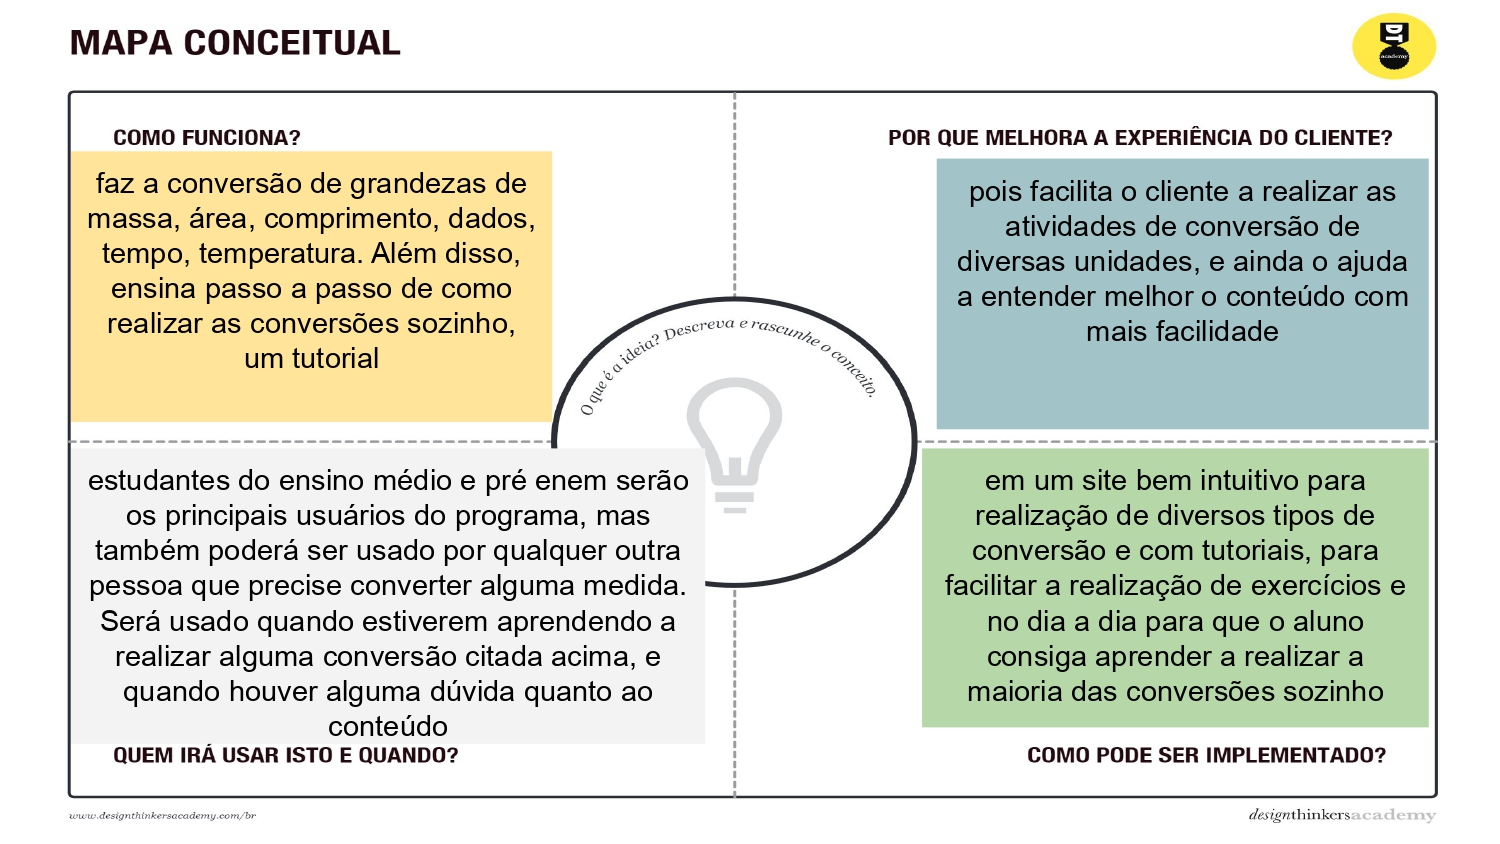 MAPA CONCEITUAL
DT
academy
COMO FUNCIONA?
faz a conversão de grandezas de
massa, área, comprimento, dados,
tempo, temperatura. Além disso,
ensina passo a passo de como
realizar as conversões sozinho,
um tutorial
POR QUE MELHORA A EXPERIÊNCIA DO CLIENTE?
pois facilita o cliente a realizar as
atividades de conversão de
diversas unidades, e ainda o ajuda
a entender melhor o conteúdo com
mais facilidade
O que é a ideia? Descreva e rascunhe o conceito.
estudantes do ensino médio e pré enem serão
os principais usuários do programa, mas
também poderá ser usado por qualquer outra
pessoa que precise converter alguma medida.
Será usado quando estiverem aprendendo a
realizar alguma conversão citada acima, e
quando houver alguma dúvida quanto ao
conteúdo
QUEM IRÁ USAR ISTO E QUANDO?
em um site bem intuitivo para
realização de diversos tipos de
conversão e com tutoriais, para
facilitar a realização de exercícios e
no dia a dia para que o aluno
consiga aprender a realizar a
maioria das conversões sozinho
COMO PODE SER IMPLEMENTADO?
www.designthinkersacademy.com/br
designthinkersacademy